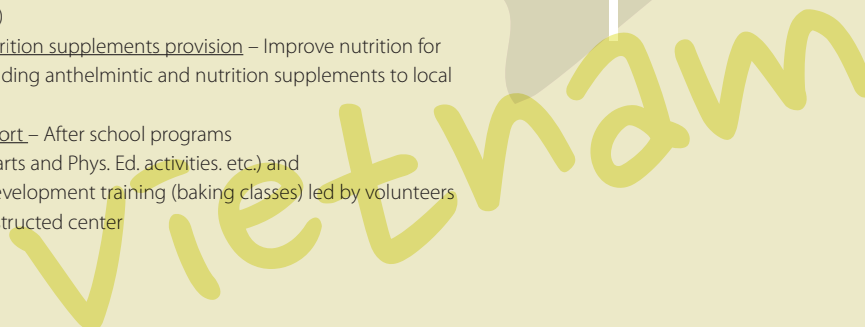 )
rition supplements provision – Improve nutrition for
ding anthelmintic and nutrition supplements to local
ort – After school programs
arts and Phys. Ed. activities. etc.) and
evelopment training (baking classes) led by volunteers
structed center
vietnam